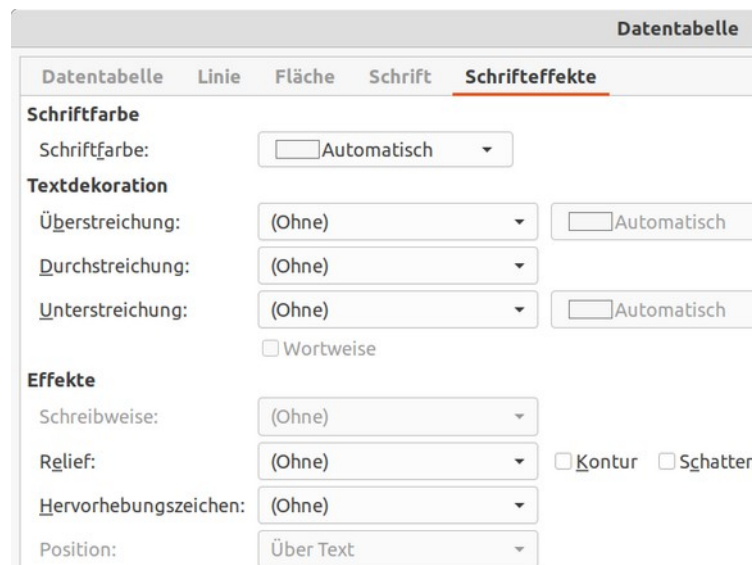 Datentabelle
Datentabelle Linie Fläche Schrift Schrifteffekte
Schriftfarbe
Schriftfarbe: Automatisch
Textdekoration
Überstreichung: (Ohne) Automatisch
Durchstreichung: (Ohne)
Unterstreichung: (Ohne) Automatisch
Wortweise
Effekte
Schreibweise: (Ohne)
Relief: (Ohne) Kontur Schatten
Hervorhebungszeichen: (Ohne)
Position: Über Text